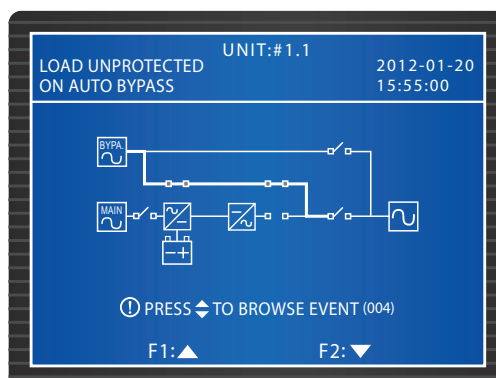 UNIT:#1.1
LOAD UNPROTECTED
ON AUTO BYPASS
2012-01-20
15:55:00
BYPA.
MAIN
PRESS TO BROWSE EVENT (004)
F1:
F2: